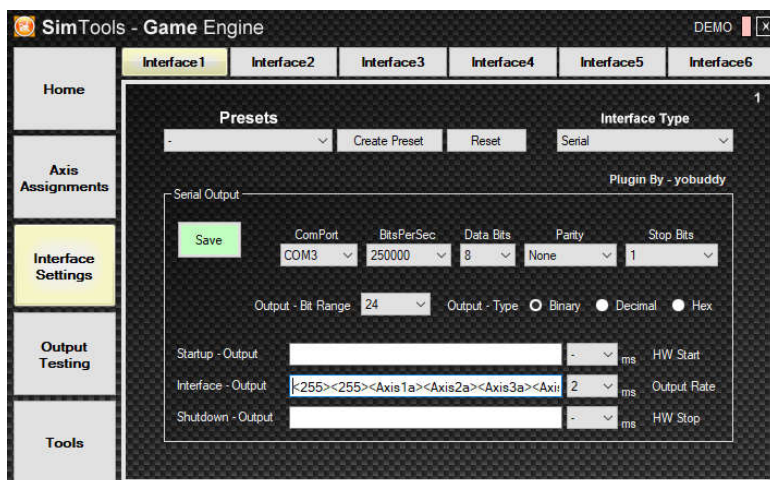 SimTools - Game Engine DEMO X
Interface1 Interface2 Interface3 Interface4 Interface5 Interface6
Home
1
Presets Interface Type
- Create Preset Reset Serial
Axis
Assignments
Plugin By - yobuddy
Serial Output
Save
ComPort BitsPerSec Data Bits Parity Stop Bits
COM3 250000 8 None 1
Interface
Settings
Output - Bit Range 24 Output - Type Binary Decimal Hex
Output
Testing
Startup - Output - ms HW Start
Interface - Output <255><255><Axis1a><Axis2a><Axis3a><Axi 2 ms Output Rate
Shutdown - Output - ms HW Stop
Tools